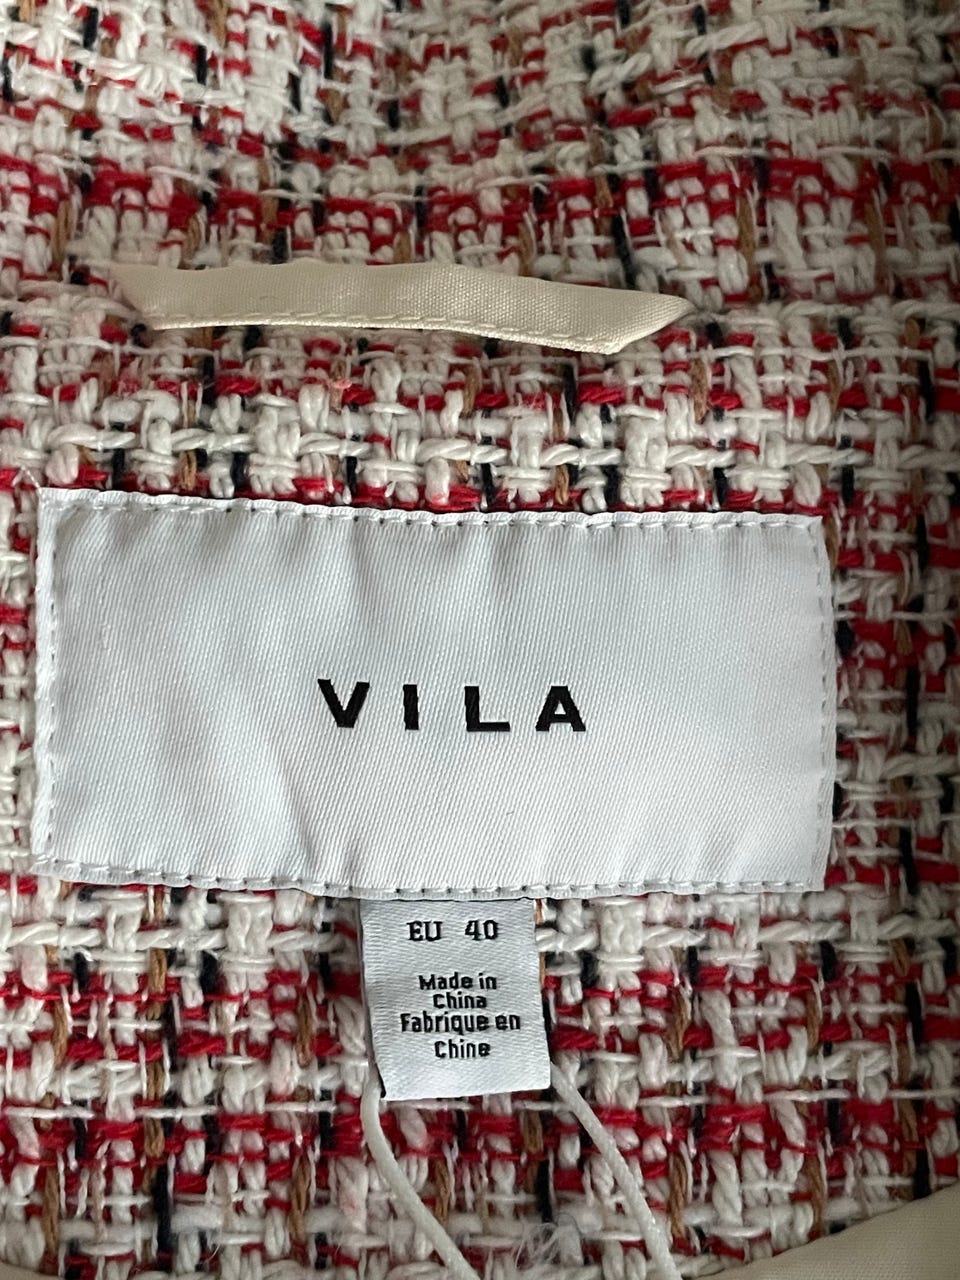 VILA
EU 40
Made in
China
Fabrique en
Chine